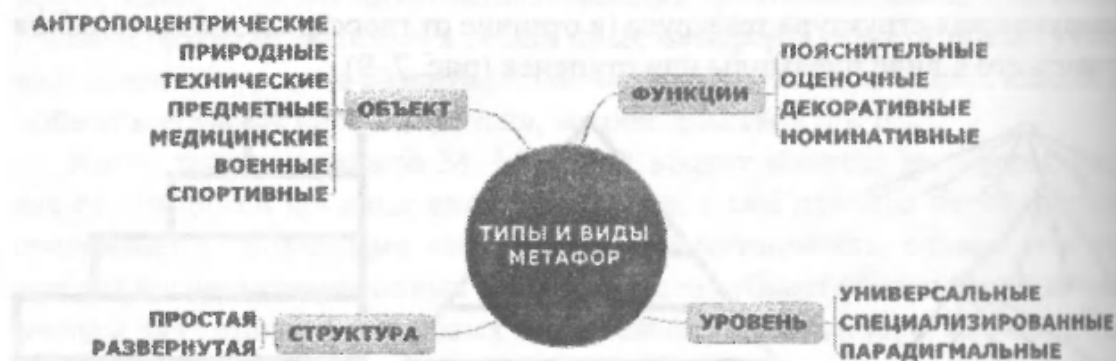 АНТРОПОЦЕНТРИЧЕСКИЕ
ПРИРОДНЫЕ
ТЕХНИЧЕСКИЕ
ПРЕДМЕТНЫЕ
МЕДИЦИНСКИЕ
ВОЕННЫЕ
СПОРТИВНЫЕ
ОБЪЕКТ
ФУНКЦИИ
ПОЯСНИТЕЛЬНЫЕ
ОЦЕНОЧНЫЕ
ДЕКОРАТИВНЫЕ
НОМИНАТИВНЫЕ
ТИПЫ И ВИДЫ
МЕТАФОР
ПРОСТАЯ
РАЗВЕРНУТАЯ
СТРУКТУРА
УРОВЕНЬ
УНИВЕРСАЛЬНЫЕ
СПЕЦИАЛИЗИРОВАННЫЕ
ПАРАДИГМАЛЬНЫЕ